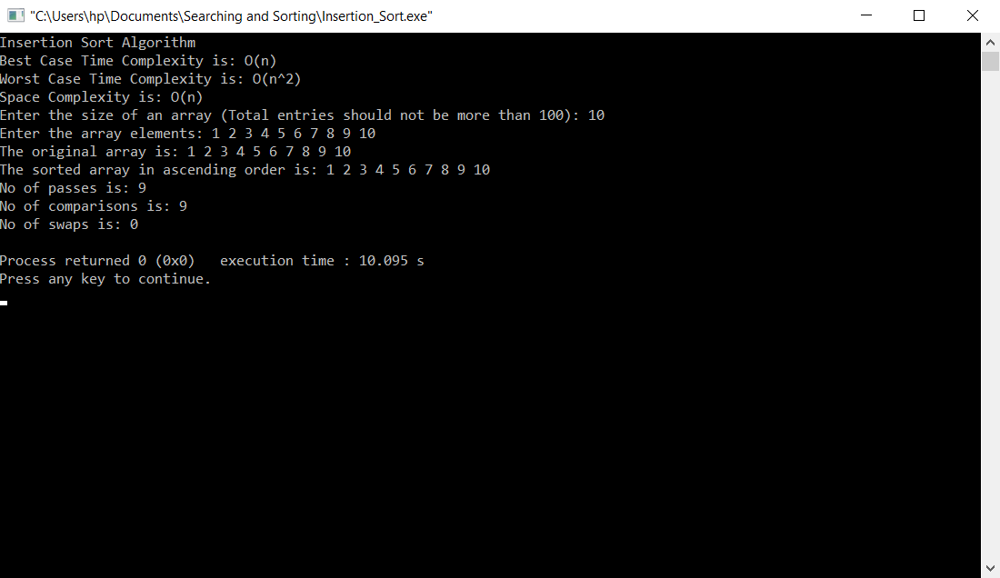 "C:\Users\hp\Documents\Searching and Sorting\Insertion_Sort.exe"
Insertion Sort Algorithm
Best Case Time Complexity is: O(n)
Worst Case Time Complexity is: O(n^2)
Space Complexity is: O(n)
Enter the size of an array (Total entries should not be more than 100): 10
Enter the array elements: 1 2 3 4 5 6 7 8 9 10
The original array is: 1 2 3 4 5 6 7 8 9 10
The sorted array in ascending order is: 1 2 3 4 5 6 7 8 9 10
No of passes is: 9
No of comparisons is: 9
No of swaps is: 0
Process returned 0 (0x0)   execution time : 10.095 s
Press any key to continue.